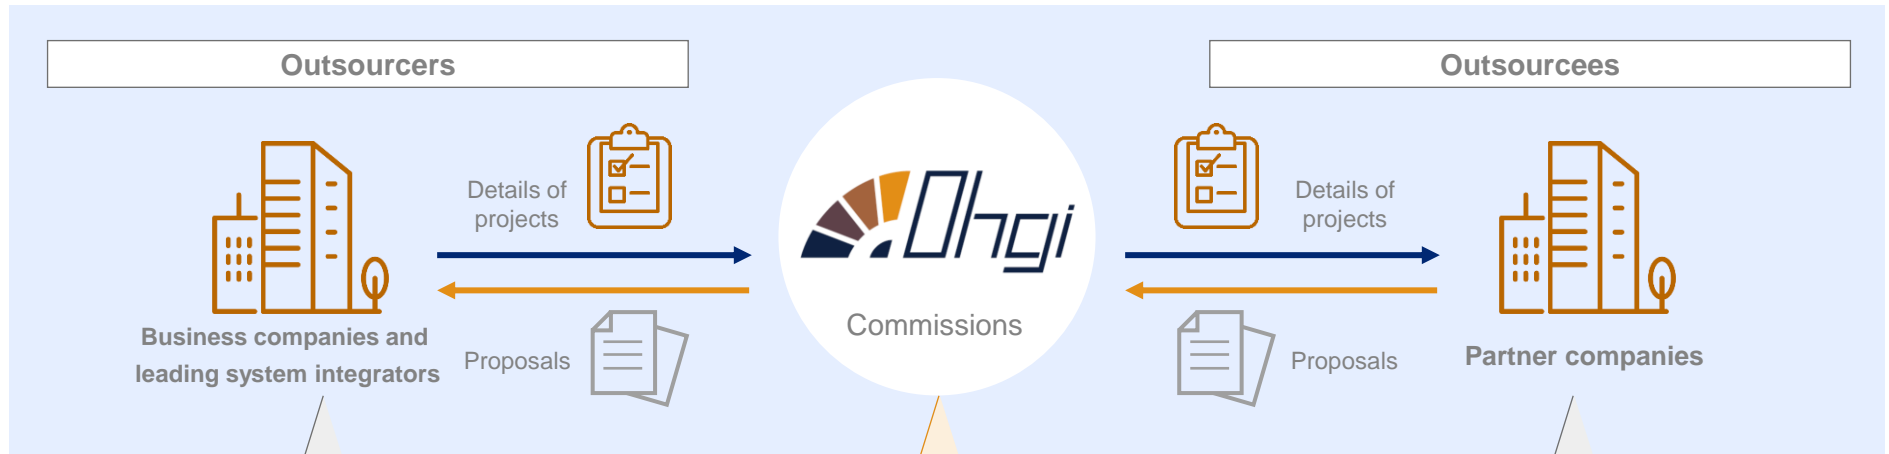 Outsourcers
Outsourcees
Details of
projects
Details of
projects
Ohgi
Commissions
Business companies and
leading system integrators
Proposals
Proposals
Partner companies